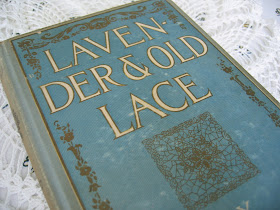 LAVEN-
DER & OLD
LACE